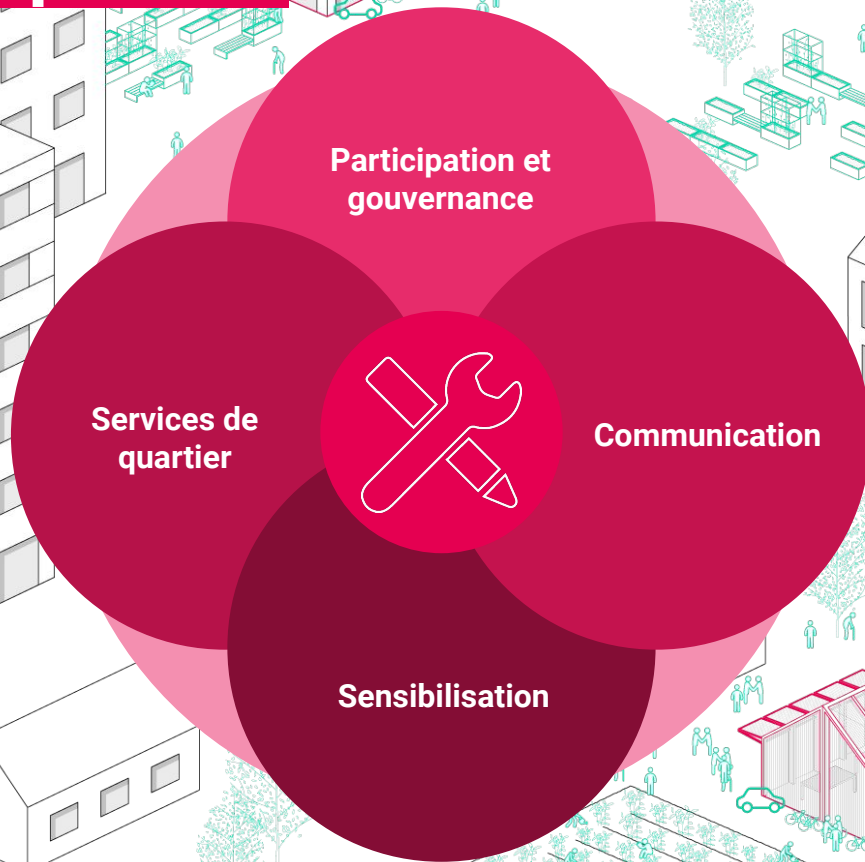 Participation et
gouvernance
Services de
quartier
Communication
Sensibilisation